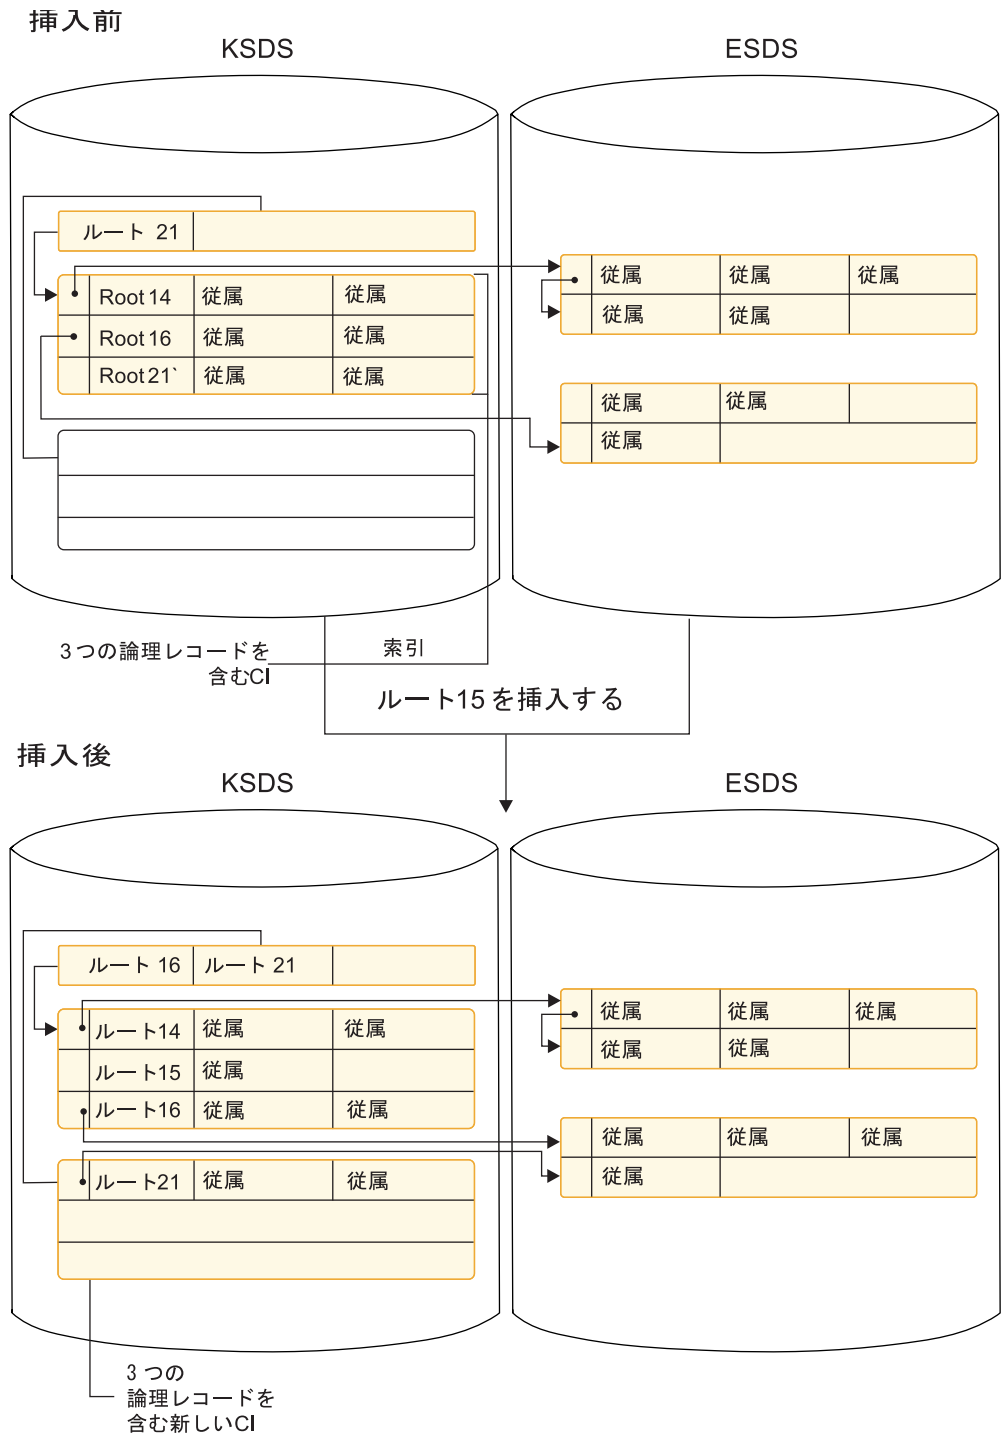 挿入前
KSDS
ESDS
ルート 21
Root 14 従属 従属
Root 16 従属 従属
Root 21` 従属 従属
従属 従属 従属
従属 従属
従属 従属
従属
3つの論理レコードを
含むCI
索引
ルート15を挿入する
挿入後
KSDS
ESDS
ルート 16 ルート 21
ルート14 従属 従属
ルート15 従属
ルート16 従属 従属
ルート21 従属 従属
従属 従属 従属
従属 従属
従属 従属 従属
従属
3 つの
論理レコードを
含む新しいCI